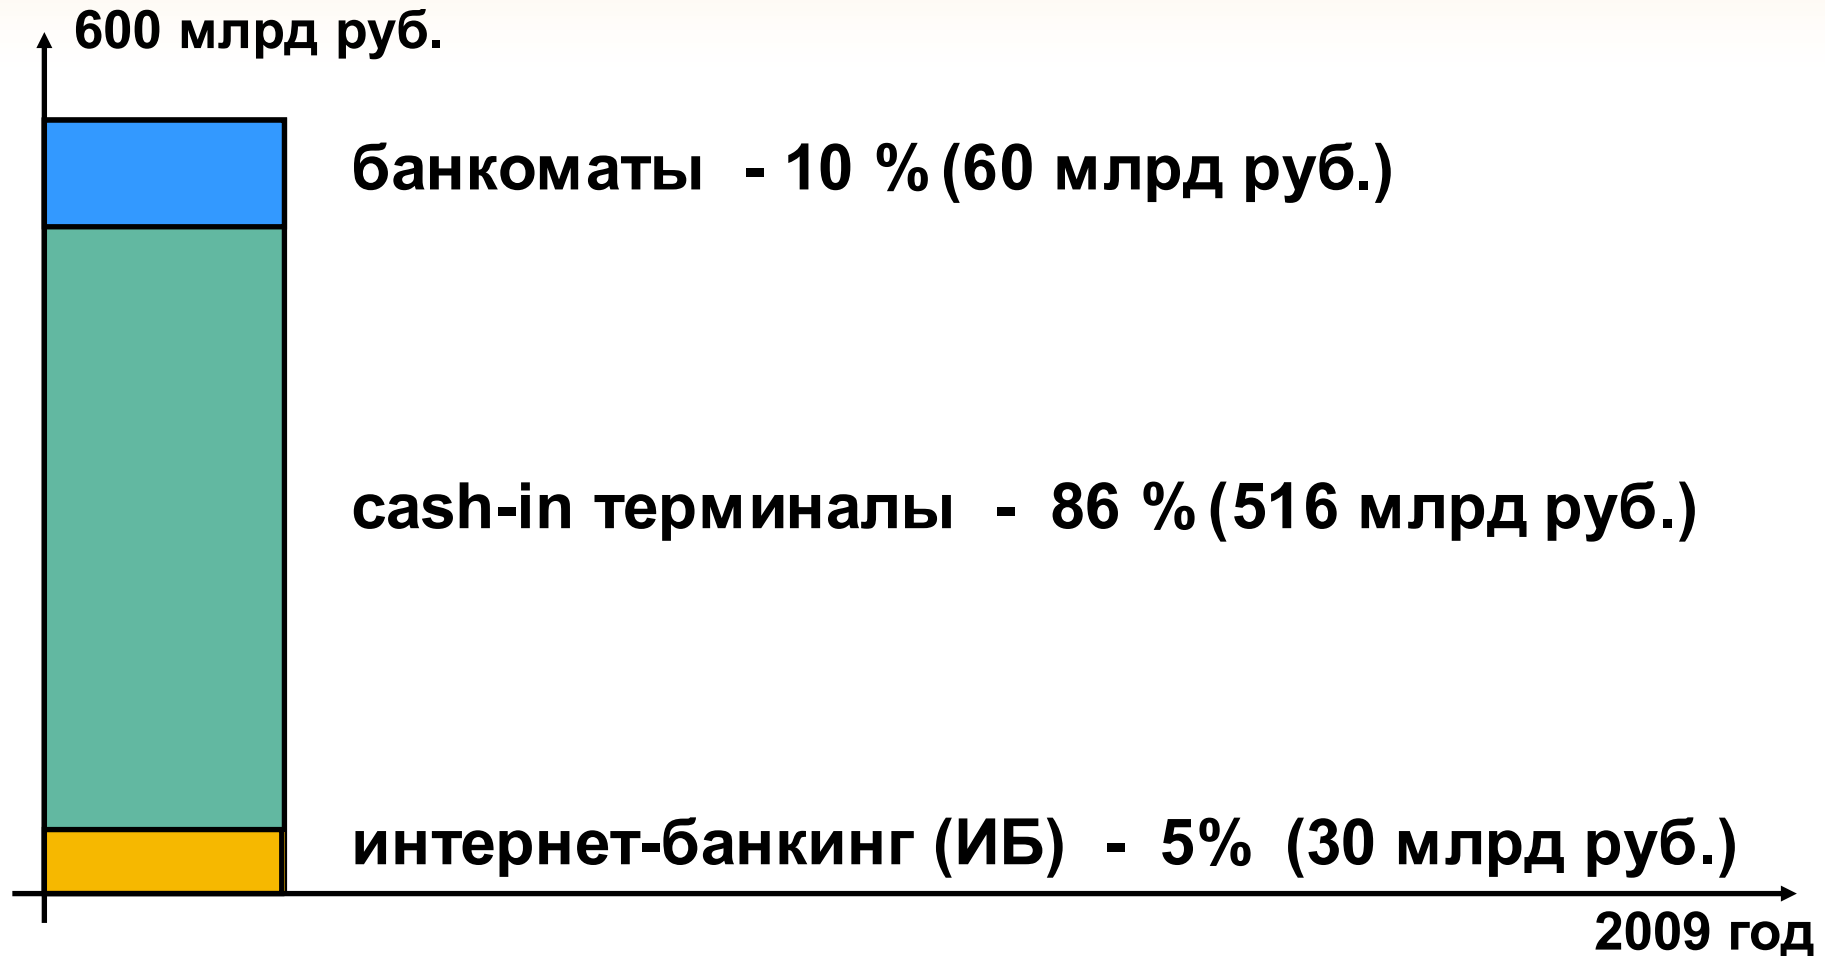 600 млрд руб.
банкоматы - 10 % (60 млрд руб.)
cash-in терминалы - 86 % (516 млрд руб.)
интернет-банкинг (ИБ) - 5% (30 млрд руб.)
2009 год